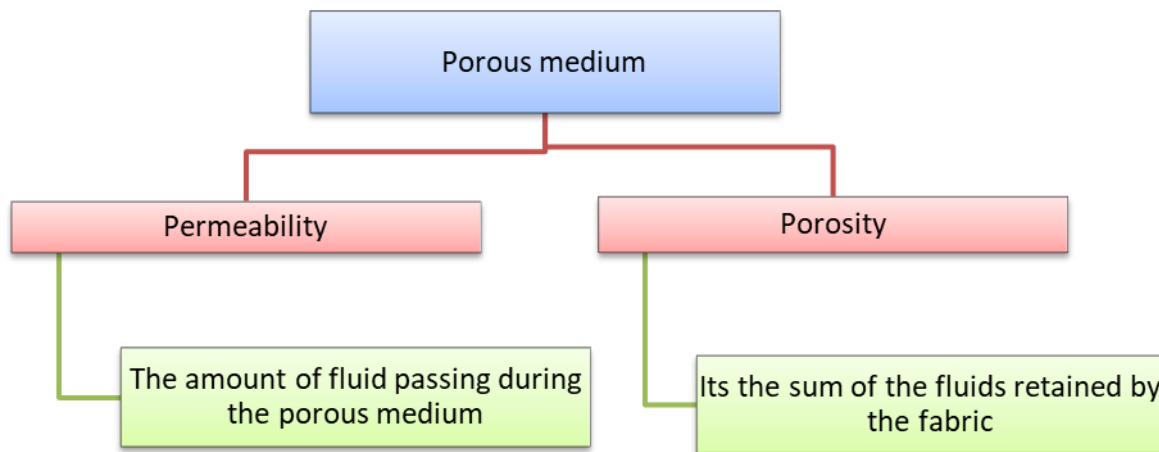 Porous medium
Permeability
Porosity
The amount of fluid passing during
the porous medium
Its the sum of the fluids retained by
the fabric